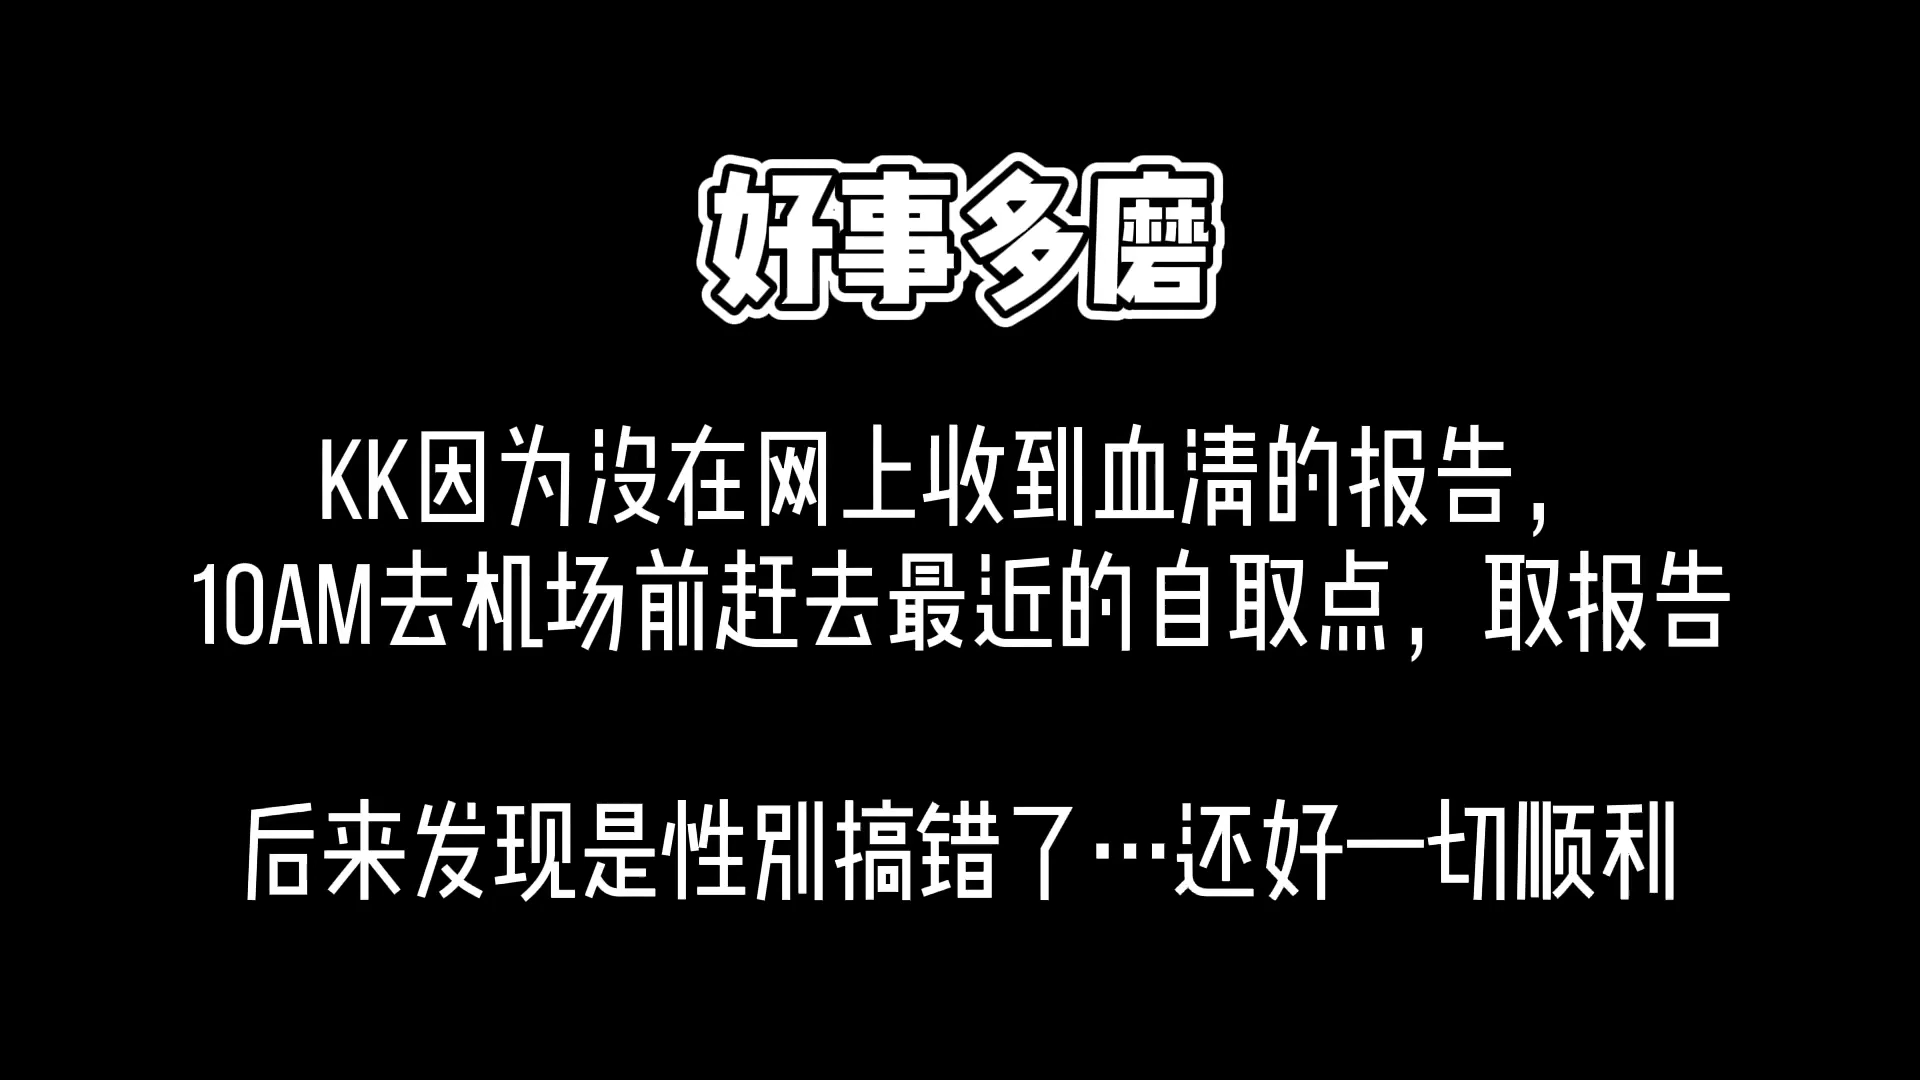 好事多磨
KK因为没在网上收到血清的报告，
10AM去机场前赶去最近的自取点，取报告
后来发现是性别搞错了…还好一切顺利